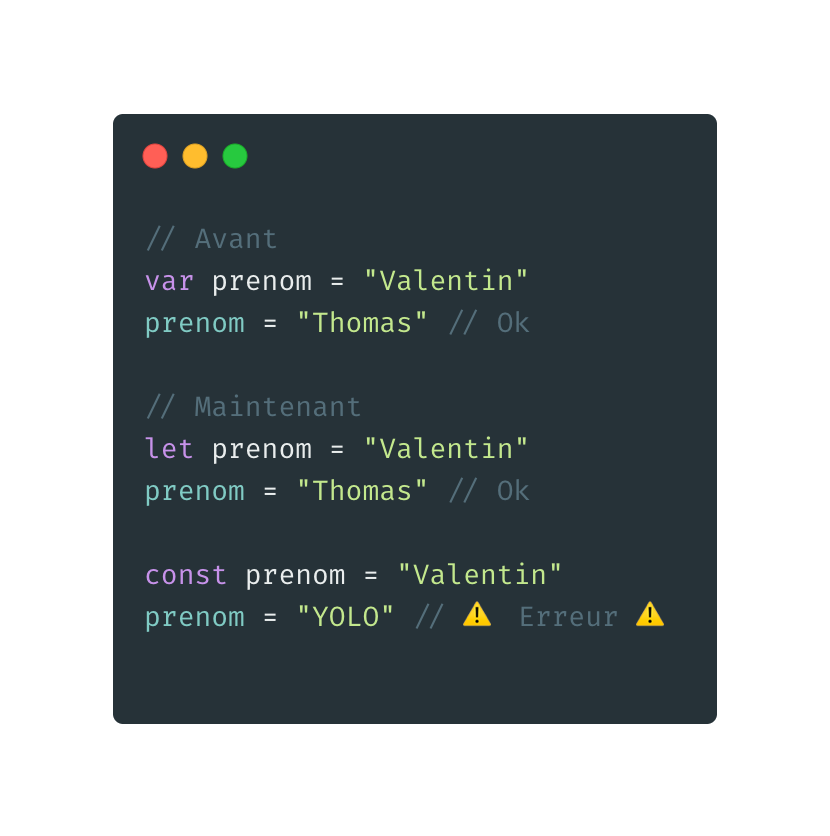 // Avant
var prenom = "Valentin"
prenom = "Thomas" // Ok
// Maintenant
let prenom = "Valentin"
prenom = "Thomas" // Ok
const prenom = "Valentin"
prenom = "YOLO" // ⚠️ Erreur ⚠️